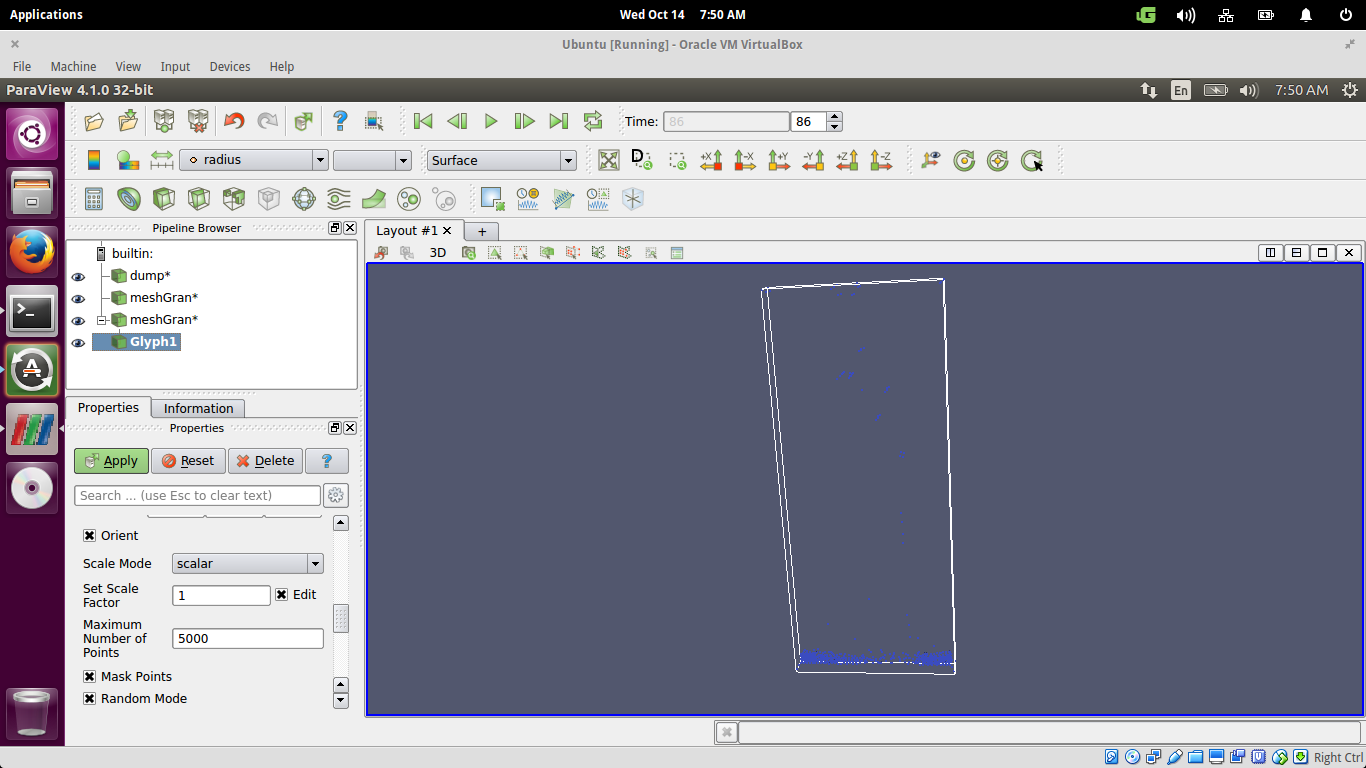 Applications
Wed Oct 14 7:50 AM
Ubuntu [Running] - Oracle VM VirtualBox
File Machine View Input Devices Help
ParaView 4.1.0 32-bit
En
7:50 AM
Time: 86 86
radius
Surface
D
+X -X +Y -Y +Z -Z
Pipeline Browser
builtin:
dump*
meshGran*
meshGran*
Glyph1
Layout #1
+
3D
Properties Information
Properties
Apply Reset Delete ?
Search ... (use Esc to clear text)
Orient
Scale Mode scalar
Set Scale
Factor
1
Edit
Maximum
Number of
Points
5000
Mask Points
Random Mode
Right Ctrl